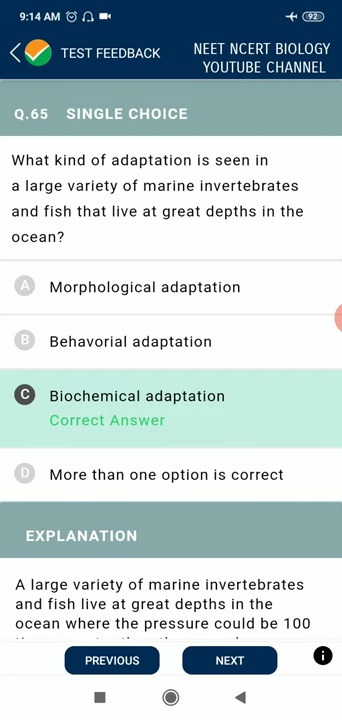 9:14 AM
92
TEST FEEDBACK
NEET NCERT BIOLOGY
YOUTUBE CHANNEL
Q.65 SINGLE CHOICE
What kind of adaptation is seen in
a large variety of marine invertebrates
and fish that live at great depths in the
ocean?
A Morphological adaptation
B Behavorial adaptation
C Biochemical adaptation
Correct Answer
D More than one option is correct
EXPLANATION
A large variety of marine invertebrates
and fish live at great depths in the
ocean where the pressure could be 100
PREVIOUS
NEXT
i